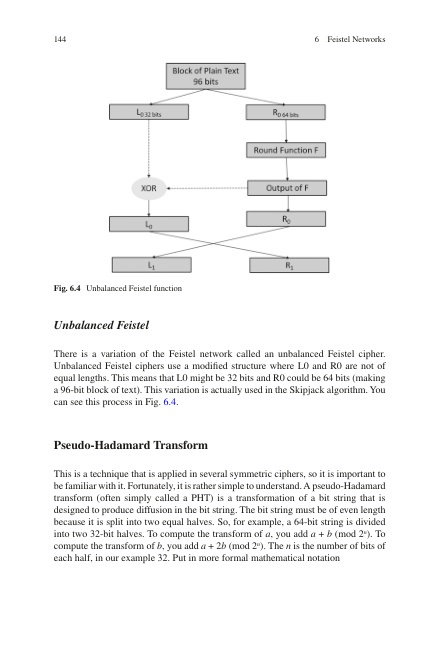 144
6 Feistel Networks
Block of Plain Text
96 bits
L0 32 bits
R0 64 bits
Round Function F
XOR
Output of F
L0
R0
L1
R1
Fig. 6.4 Unbalanced Feistel function
Unbalanced Feistel
There is a variation of the Feistel network called an unbalanced Feistel cipher.
Unbalanced Feistel ciphers use a modified structure where L0 and R0 are not of
equal lengths. This means that L0 might be 32 bits and R0 could be 64 bits (making
a 96-bit block of text). This variation is actually used in the Skipjack algorithm. You
can see this process in Fig. 6.4.
Pseudo-Hadamard Transform
This is a technique that is applied in several symmetric ciphers, so it is important to
be familiar with it. Fortunately, it is rather simple to understand. A pseudo-Hadamard
transform (often simply called a PHT) is a transformation of a bit string that is
designed to produce diffusion in the bit string. The bit string must be of even length
because it is split into two equal halves. So, for example, a 64-bit string is divided
into two 32-bit halves. To compute the transform of a, you add a + b (mod 2ⁿ). To
compute the transform of b, you add a + 2b (mod 2ⁿ). The n is the number of bits of
each half, in our example 32. Put in more formal mathematical notation